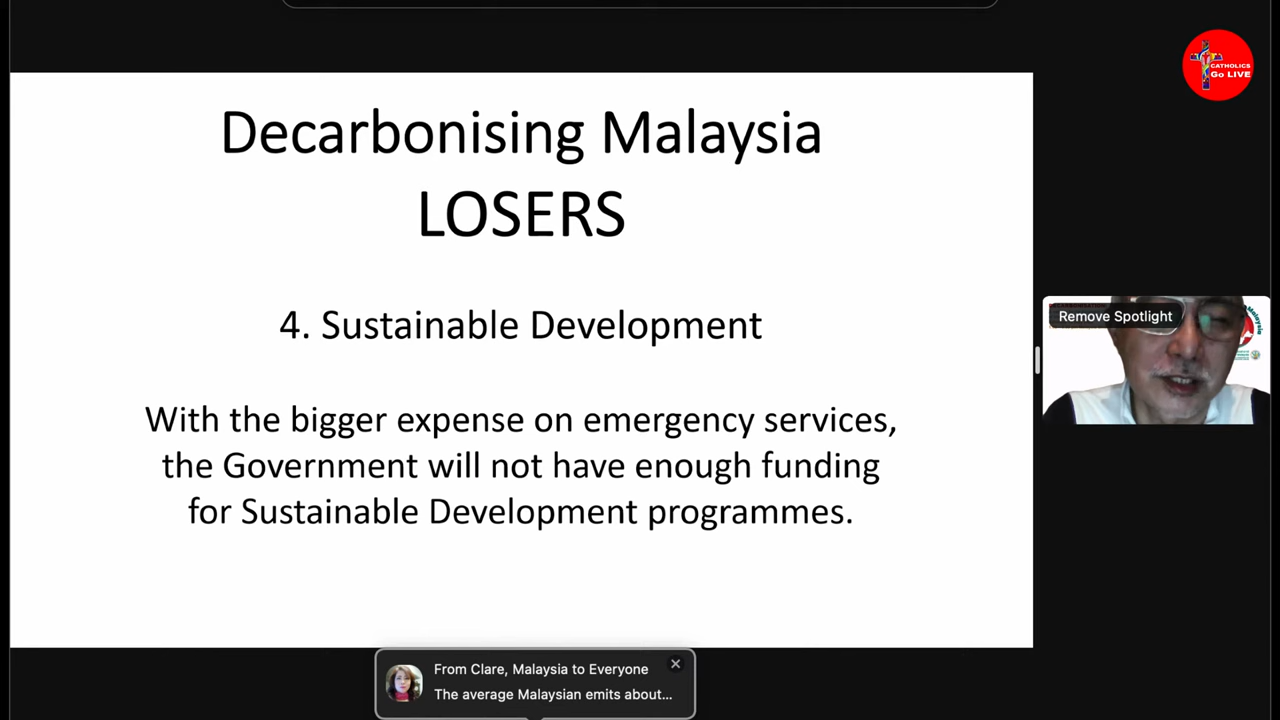 CATHOLICS
Go LIVE
Decarbonising Malaysia
LOSERS
4. Sustainable Development
With the bigger expense on emergency services,
the Government will not have enough funding
for Sustainable Development programmes.
Remove Spotlight
Malaysia
From Clare, Malaysia to Everyone
The average Malaysian emits about...